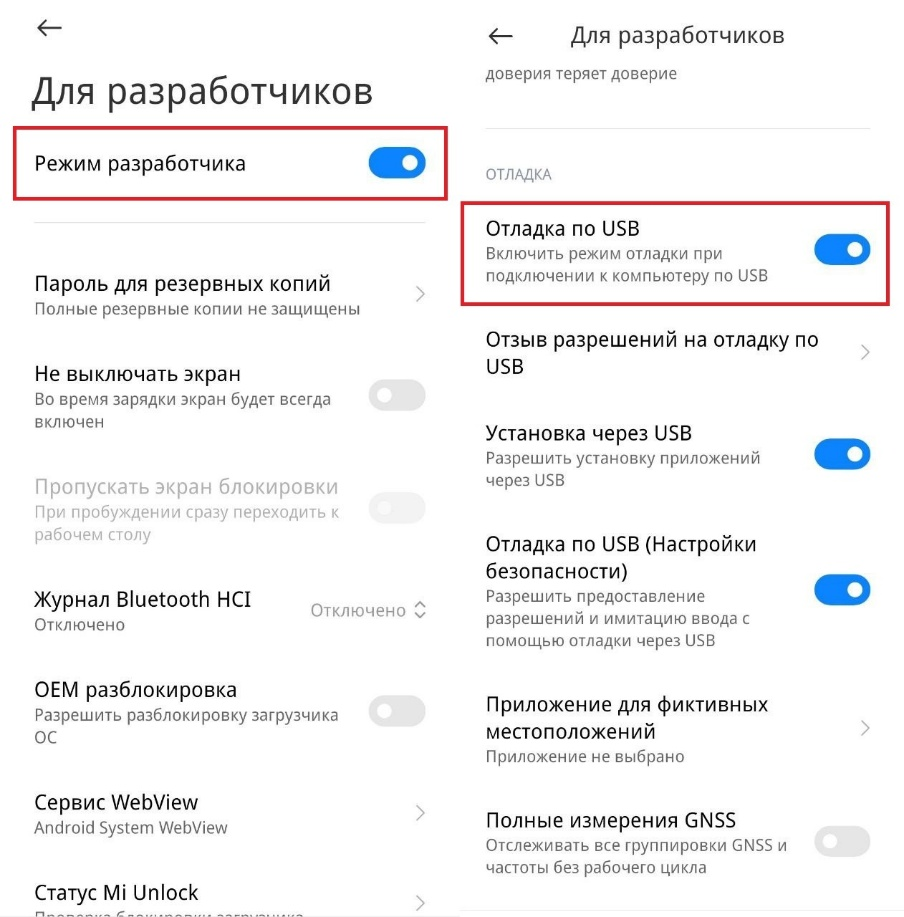 Для разработчиков
Режим разработчика
Пароль для резервных копий
Полные резервные копии не защищены
Не выключать экран
Во время зарядки экран будет всегда
включен
Пропускать экран блокировки
При пробуждении сразу переходить к
рабочем столу
Журнал Bluetooth HCI
Отключено
Отключено
OEM разблокировка
Разрешить разблокировку загрузчика
ОС
Сервис WebView
Android System WebView
Статус Mi Unlock
Проверка блокировки загрузчика
Для разработчиков
доверия теряет доверие
ОТЛАДКА
Отладка по USB
Включить режим отладки при
подключении к компьютеру по USB
Отзыв разрешений на отладку по
USB
Установка через USB
Разрешить установку приложений
через USB
Отладка по USB (Настройки
безопасности)
Разрешить предоставление
разрешений и имитацию ввода с
помощью отладки через USB
Приложение для фиктивных
местоположений
Приложение не выбрано
Полные измерения GNSS
Отслеживать все группировки GNSS и
частоты без рабочего цикла